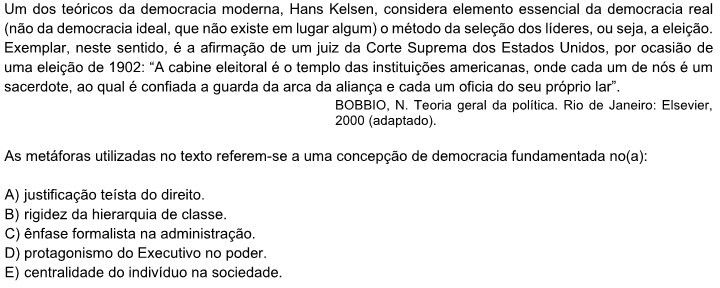 Um dos teóricos da democracia moderna, Hans Kelsen, considera elemento essencial da democracia real
(não da democracia ideal, que não existe em lugar algum) o método da seleção dos líderes, ou seja, a eleição.
Exemplar, neste sentido, é a afirmação de um juiz da Corte Suprema dos Estados Unidos, por ocasião de
uma eleição de 1902: “A cabine eleitoral é o templo das instituições americanas, onde cada um de nós é um
sacerdote, ao qual é confiada a guarda da arca da aliança e cada um oficia do seu próprio lar”.
BOBBIO, N. Teoria geral da política. Rio de Janeiro: Elsevier,
2000 (adaptado).
As metáforas utilizadas no texto referem-se a uma concepção de democracia fundamentada no(a):
A) justificação teísta do direito.
B) rigidez da hierarquia de classe.
C) ênfase formalista na administração.
D) protagonismo do Executivo no poder.
E) centralidade do indivíduo na sociedade.